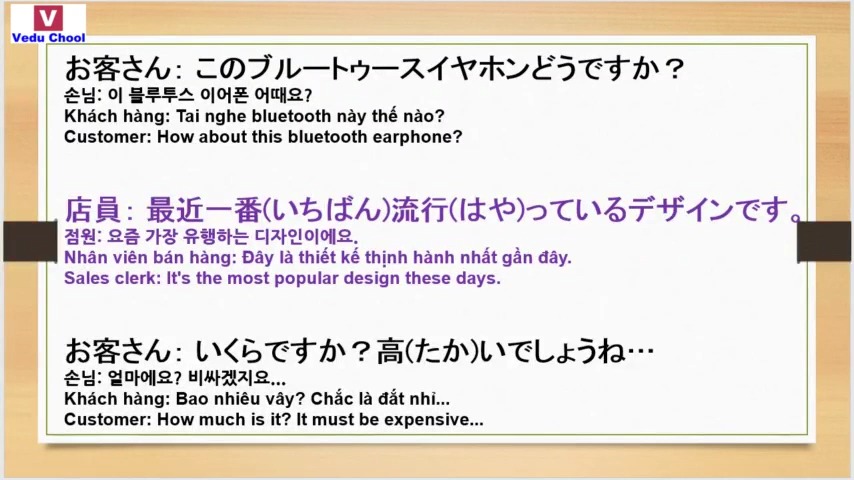 V
Vedu Chool
お客さん： このブルートゥースイヤホンどうですか？
손님: 이 블루투스 이어폰 어때요?
Khách hàng: Tai nghe bluetooth này thế nào?
Customer: How about this bluetooth earphone?
店員： 最近一番(いちばん)流行(はや)っているデザインです。
점원: 요즘 가장 유행하는 디자인이에요.
Nhân viên bán hàng: Đây là thiết kế thịnh hành nhất gần đây.
Sales clerk: It's the most popular design these days.
お客さん： いくらですか？高(たか)いでしょうね…
손님: 얼마에요? 비싸겠지요...
Khách hàng: Bao nhiêu vậy? Chắc là đắt nhỉ...
Customer: How much is it? It must be expensive...